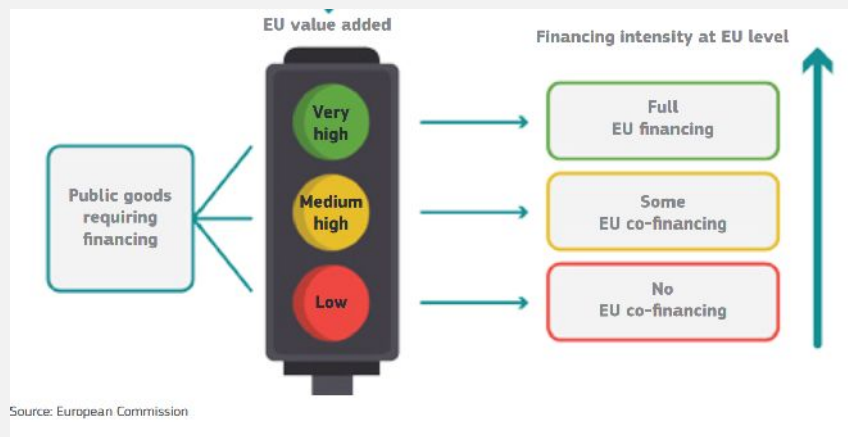 EU value added
Financing intensity at EU level
Very
high
Full
EU financing
Public goods
requiring
financing
Medium
high
Some
EU co-financing
Low
No
EU co-financing
Source: European Commission